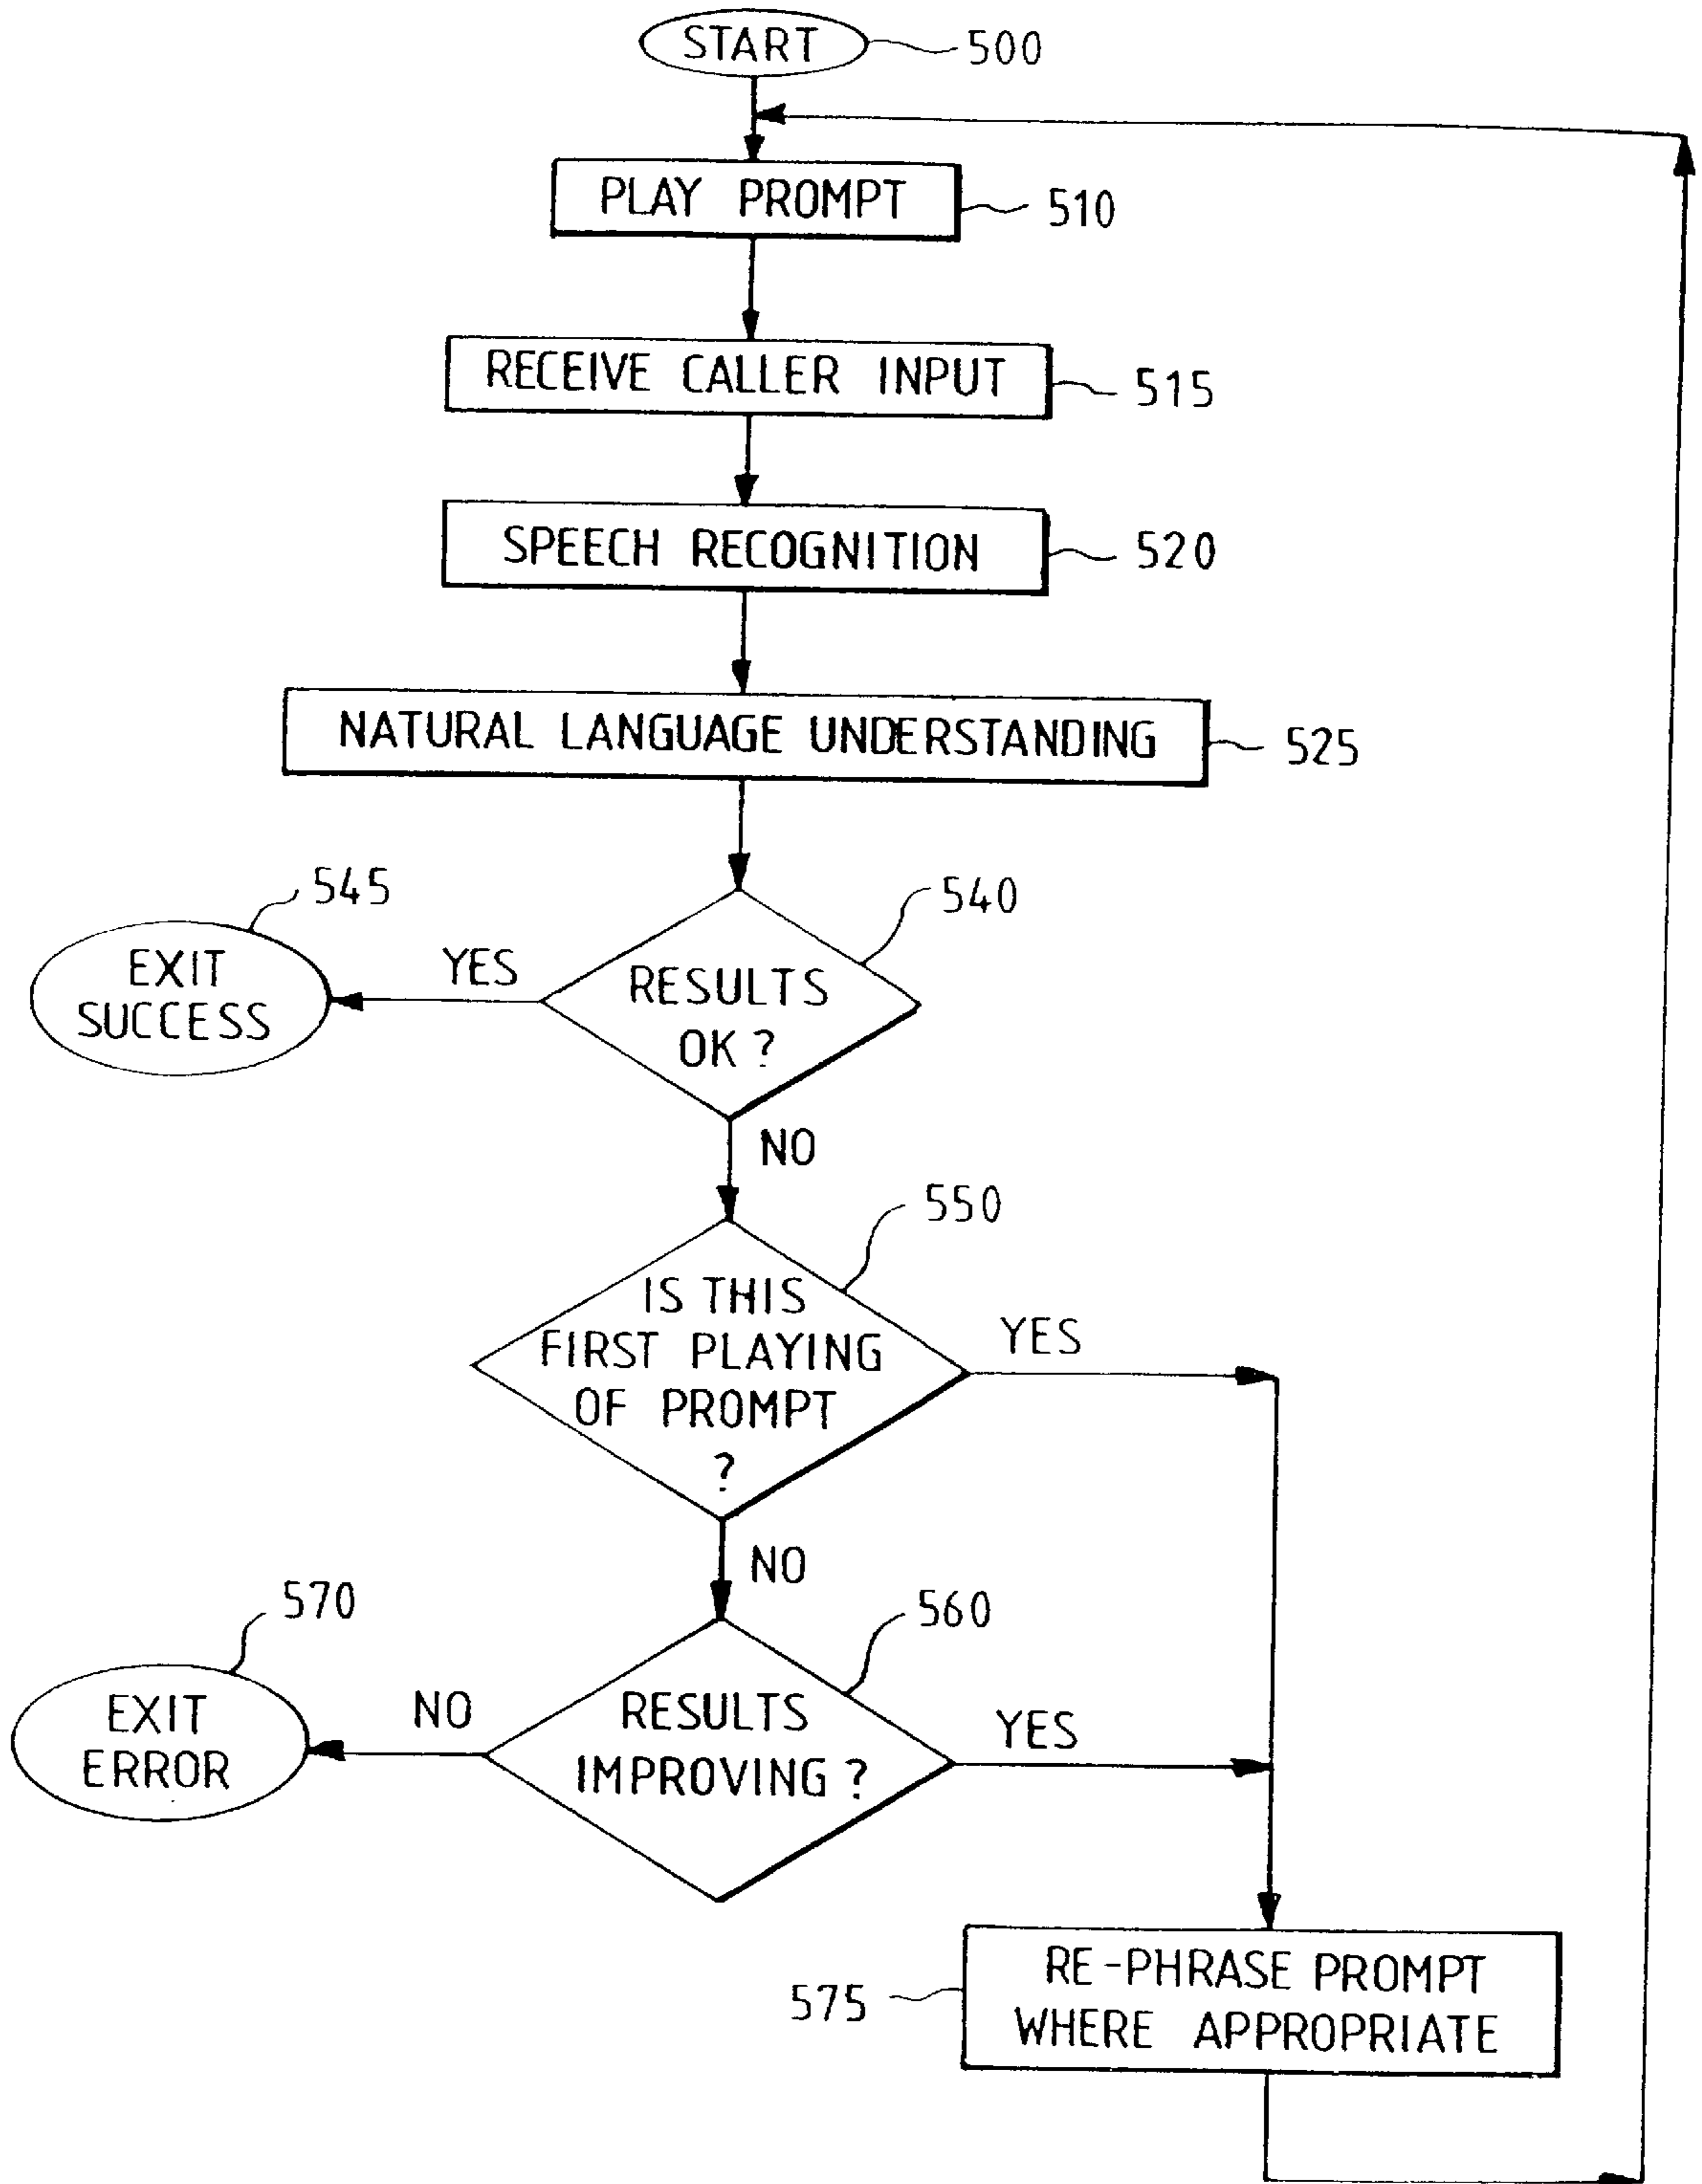 START
500
PLAY PROMPT
510
RECEIVE CALLER INPUT
515
SPEECH RECOGNITION
520
NATURAL LANGUAGE UNDERSTANDING
525
545
540
EXIT
SUCCESS
YES
RESULTS
OK ?
NO
550
IS THIS
FIRST PLAYING
OF PROMPT
?
YES
NO
570
560
EXIT
ERROR
NO
RESULTS
IMPROVING ?
YES
575
RE-PHRASE PROMPT
WHERE APPROPRIATE